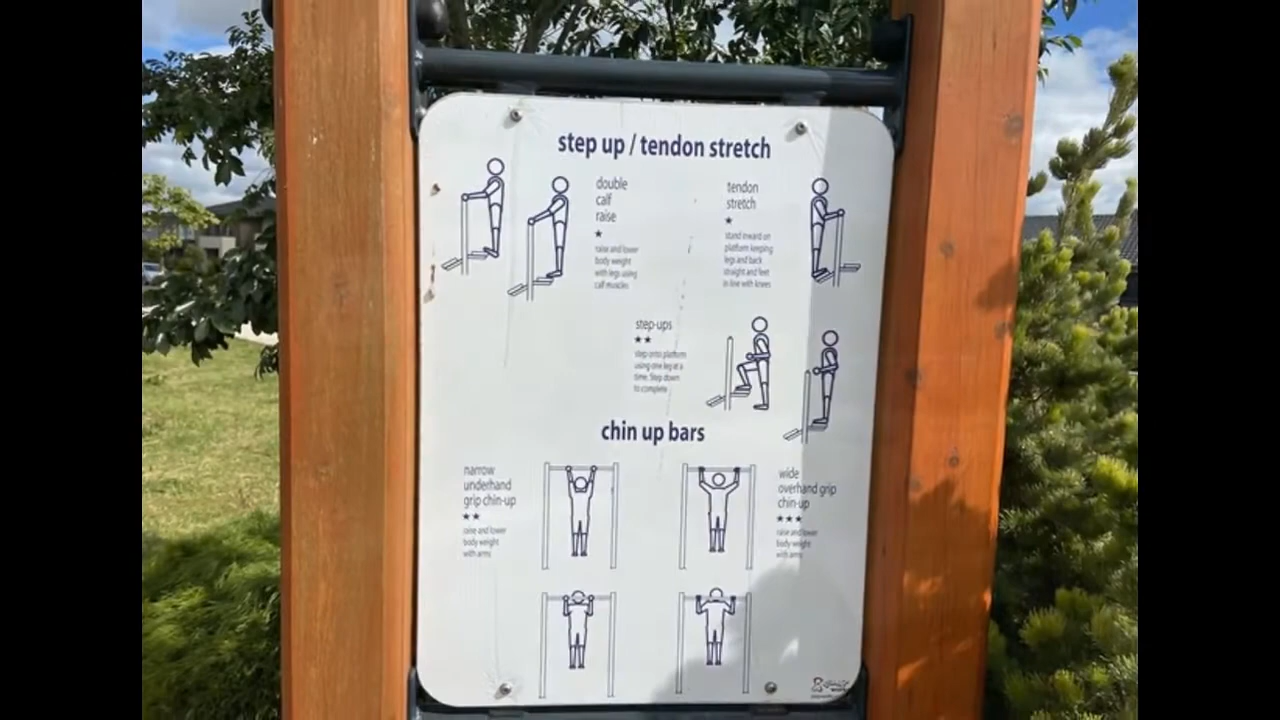 step up / tendon stretch
double
calf
raise
★
raise and lower
body weight
with legs using
calf muscles
tendon
stretch
★
stand inward on
platform keeping
legs and back
straight and feet
in line with knees
step-ups
★★
step onto platform
using one leg at a
time. Step down
to complete
chin up bars
narrow
underhand
grip chin-up
★★
raise and lower
body weight
with arms
wide
overhand grip
chin-up
★★★
raise and lower
body weight
with arms